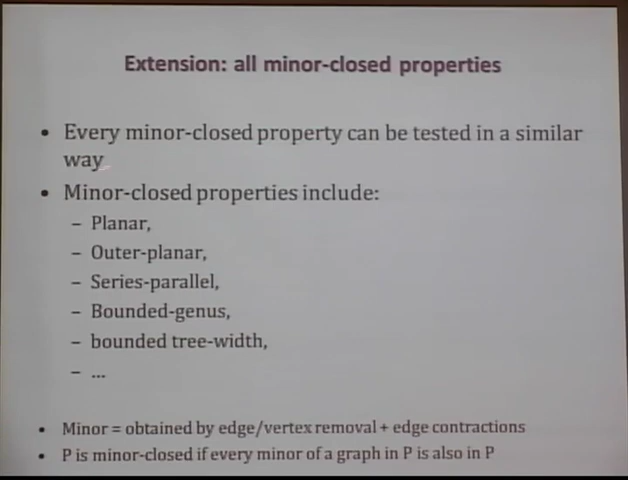 Extension: all minor-closed properties
• Every minor-closed property can be tested in a similar
way
• Minor-closed properties include:
– Planar,
– Outer-planar,
– Series-parallel,
– Bounded-genus,
– bounded tree-width,
– ...
• Minor = obtained by edge/vertex removal + edge contractions
• P is minor-closed if every minor of a graph in P is also in P